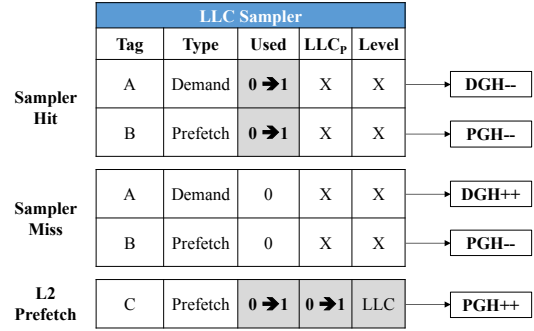 LLC Sampler
Tag Type Used LLCP Level
Sampler Hit
A Demand 0 ➔1 X X DGH--
B Prefetch 0 ➔1 X X PGH--
Sampler Miss
A Demand 0 X X DGH++
B Prefetch 0 X X PGH--
L2 Prefetch
C Prefetch 0 ➔1 0 ➔1 LLC PGH++